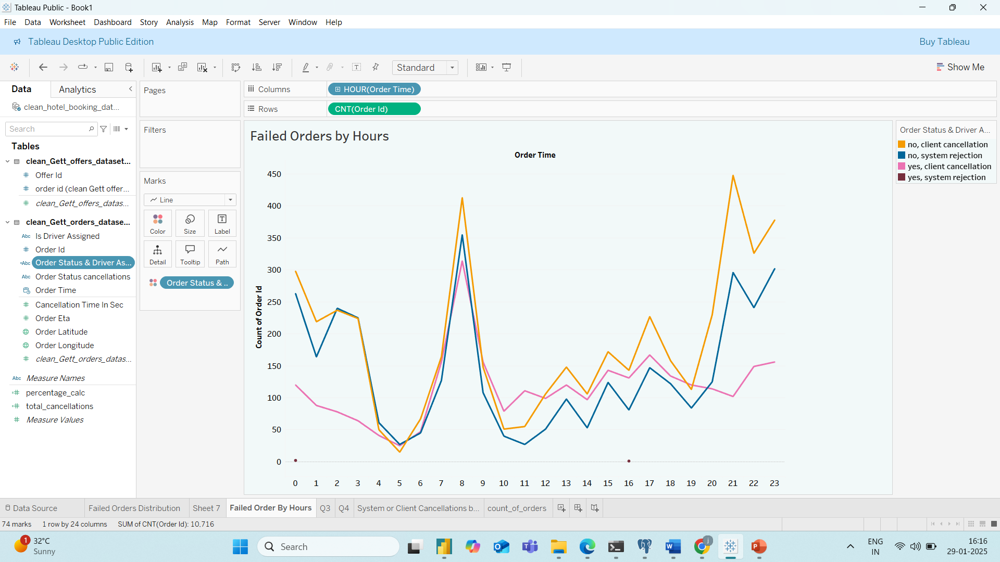 Tableau Public - Book1
File Data Worksheet Dashboard Story Analysis Map Format Server Window Help
Tableau Desktop Public Edition
Buy Tableau
Standard
Show Me
Data
Analytics
clean_hotel_booking_dat...
Search
Tables
clean_Gett_offers_dataset...
Offer Id
order id (clean Gett offer...
clean_Gett_offers_datas...
clean_Gett_orders_datase...
Abc Is Driver Assigned
Order Id
=Abc Order Status & Driver As...
Abc Order Status cancellations
Order Time
Cancellation Time In Sec
Order Eta
Order Latitude
Order Longitude
clean_Gett_orders_datas...
Abc Measure Names
percentage_calc
total_cancellations
Measure Values
Pages
Filters
Marks
Line
Color
Size
Label
Detail
Tooltip
Path
Order Status & ..
Columns
HOUR(Order Time)
Rows
CNT(Order Id)
Failed Orders by Hours
Order Time
Count of Order Id
450
400
350
300
250
200
150
100
50
0
0 1 2 3 4 5 6 7 8 9 10 11 12 13 14 15 16 17 18 19 20 21 22 23
Order Status & Driver A...
no, client cancellation
no, system rejection
yes, client cancellation
yes, system rejection
Data Source
Failed Orders Distribution
Sheet 7
Failed Order By Hours
Q3
Q4
System or Client Cancellations b...
count_of_orders
74 marks
1 row by 24 columns
SUM of CNT(Order Id): 10,716
1
32°C
Sunny
Search
j
ENG
IN
16:16
29-01-2025